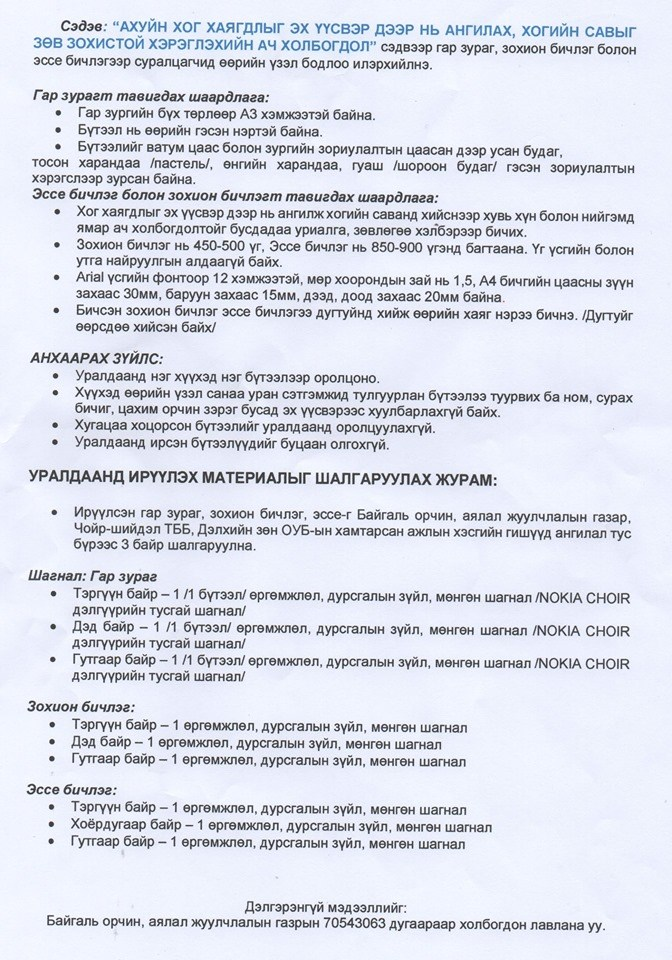 Сэдэв: “АХУЙН ХОГ ХАЯГДЛЫГ ЭХ ҮҮСВЭР ДЭЭР НЬ АНГИЛАХ, ХОГИЙН САВЫГ
ЗӨВ ЗОХИСТОЙ ХЭРЭГЛЭХИЙН АЧ ХОЛБОГДОЛ” сэдвээр гар зураг, зохион бичлэг болон
эссе бичлэгээр суралцагчид өөрийн үзэл бодлоо илэрхийлнэ.
Гар зурагт тавигдах шаардлага:
• Гар зургийн бүх төрлөөр А3 хэмжээтэй байна.
• Бүтээл нь өөрийн гэсэн нэртэй байна.
• Бүтээлийг ватум цаас болон зургийн зориулалтын цаасан дээр усан будаг,
тосон харандаа /пастель/, өнгийн харандаа, гуашь /шороон будаг/ гэсэн зориулалтын
хэрэгслээр зурсан байна.
Эссе бичлэг болон зохион бичлэгт тавигдах шаардлага:
• Хог хаягдлыг эх үүсвэр дээр нь ангилж хогийн саванд хийснээр хувь хүн болон нийгэмд
ямар ач холбогдолтойг бусдадаа уриалга, зөвлөгөө хэлбэрээр бичих.
• Зохион бичлэг нь 450-500 үг, Эссе бичлэг нь 850-900 үгэнд багтаана. Үг үсгийн болон
утга найруулгын алдаагүй байх.
• Arial үсгийн фонтоор 12 хэмжээтэй, мөр хоорондын зай нь 1,5, А4 бичгийн цаасны зүүн
захаас 30мм, баруун захаас 15мм, дээд, доод захаас 20мм байна.
• Бичсэн зохион бичлэг эссе бичлэгээ дугтуйнд хийж өөрийн хаяг нэрээ бичнэ. /Дугтуйг
өөрсдөө хийсэн байх/
АНХААРАХ ЗҮЙЛС:
• Уралдаанд нэг хүүхэд нэг бүтээлээр оролцоно.
• Хүүхэд өөрийн үзэл санаа уран сэтгэмжид тулгуурлан бүтээлээ туурвих ба ном, сурах
бичиг, цахим орчин зэрэг бусад эх үүсвэрээс хуулбарлахгүй байх.
• Хугацаа хоцорсон бүтээлийг уралдаанд оролцуулахгүй.
• Уралдаанд ирсэн бүтээлүүдийг буцаан олгохгүй.
УРАЛДААНД ИРҮҮЛЭХ МАТЕРИАЛЫГ ШАЛГАРУУЛАХ ЖУРАМ:
• Ирүүлсэн гар зураг, зохион бичлэг, эссе-г Байгаль орчин, аялал жуулчлалын газар,
Чойр-шийдэл ТББ, Дэлхийн зөн ОУБ-ын хамтарсан ажлын хэсгийн гишүүд ангилал тус
бүрээс 3 байр шалгаруулна.
Шагнал: Гар зураг
• Тэргүүн байр – 1 /1 бүтээл/ өргөмжлөл, дурсгалын зүйл, мөнгөн шагнал /NOKIA CHOIR
дэлгүүрийн тусгай шагнал/
• Дэд байр – 1 /1 бүтээл/ өргөмжлөл, дурсгалын зүйл, мөнгөн шагнал /NOKIA CHOIR
дэлгүүрийн тусгай шагнал/
• Гутгаар байр – 1 /1 бүтээл/ өргөмжлөл, дурсгалын зүйл, мөнгөн шагнал /NOKIA CHOIR
дэлгүүрийн тусгай шагнал/
Зохион бичлэг:
• Тэргүүн байр – 1 өргөмжлөл, дурсгалын зүйл, мөнгөн шагнал
• Дэд байр – 1 өргөмжлөл, дурсгалын зүйл, мөнгөн шагнал
• Гутгаар байр – 1 өргөмжлөл, дурсгалын зүйл, мөнгөн шагнал
Эссе бичлэг:
• Тэргүүн байр – 1 өргөмжлөл, дурсгалын зүйл, мөнгөн шагнал
• Хоёрдугаар байр – 1 өргөмжлөл, дурсгалын зүйл, мөнгөн шагнал
• Гутгаар байр – 1 өргөмжлөл, дурсгалын зүйл, мөнгөн шагнал
Дэлгэрэнгүй мэдээллийг:
Байгаль орчин, аялал жуулчлалын газрын 70543063 дугаараар холбогдон лавлана уу.